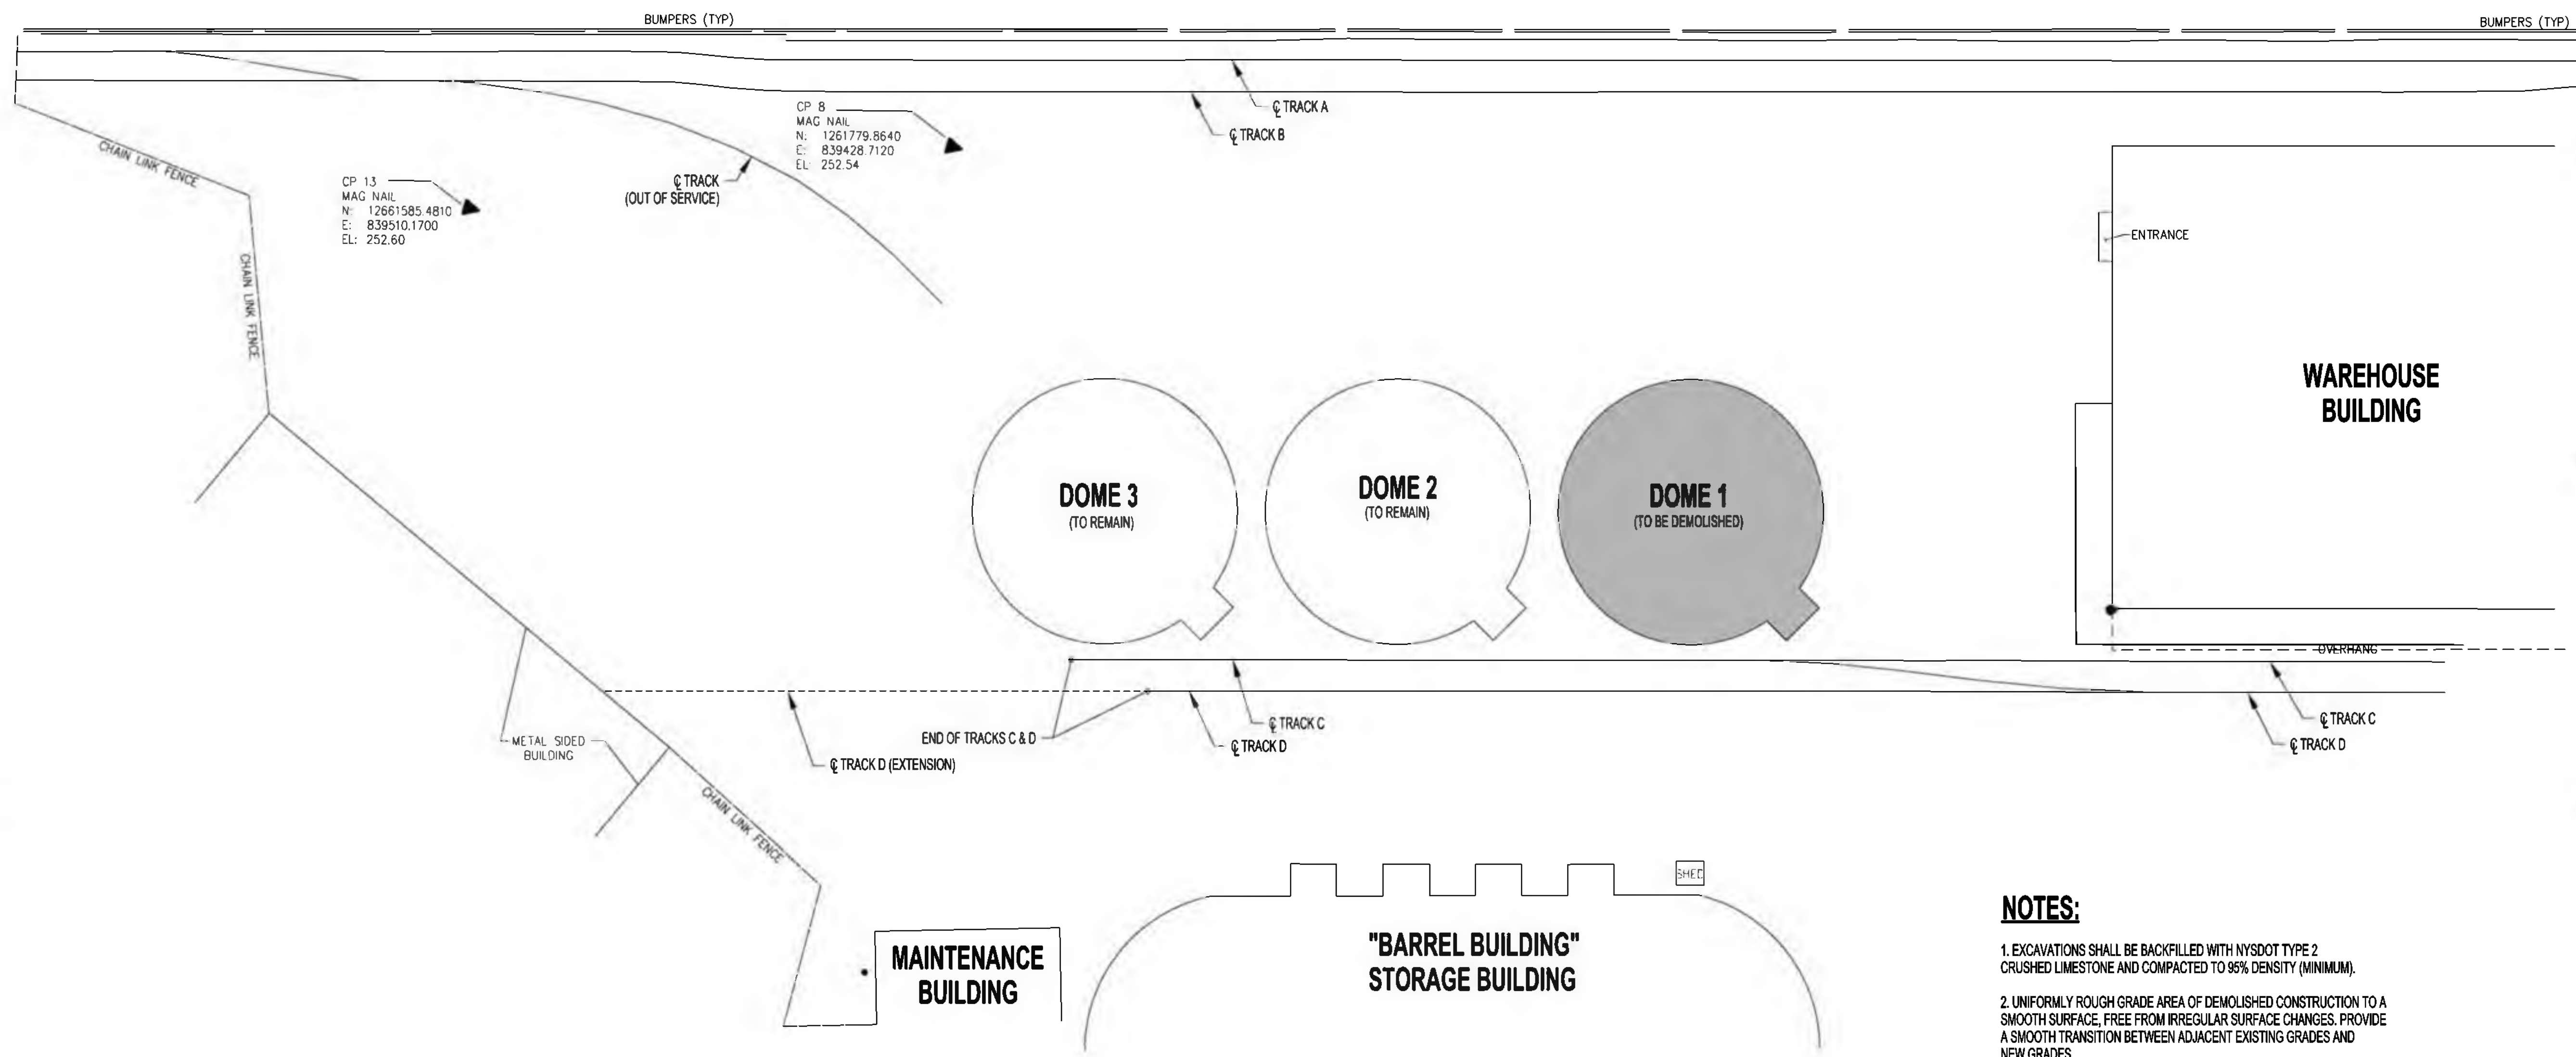 BUMPERS (TYP)
BUMPERS (TYP)
℄ TRACK A
℄ TRACK B
CP 8
MAG NAIL
N: 1261779.8640
E: 839428.7120
EL: 252.54
CHAIN LINK FENCE
CP 13
MAG NAIL
N: 12661585.4810
E: 839510.1700
EL: 252.60
℄ TRACK
(OUT OF SERVICE)
ENTRANCE
CHAIN LINK FENCE
WAREHOUSE
BUILDING
DOME 3
(TO REMAIN)
DOME 2
(TO REMAIN)
DOME 1
(TO BE DEMOLISHED)
OVERHANG
METAL SIDED
BUILDING
℄ TRACK D (EXTENSION)
END OF TRACKS C & D
℄ TRACK C
℄ TRACK D
℄ TRACK C
℄ TRACK D
CHAIN LINK FENCE
SHED
MAINTENANCE
BUILDING
"BARREL BUILDING"
STORAGE BUILDING
NOTES:
1. EXCAVATIONS SHALL BE BACKFILLED WITH NYSDOT TYPE 2
CRUSHED LIMESTONE AND COMPACTED TO 95% DENSITY (MINIMUM).
2. UNIFORMLY ROUGH GRADE AREA OF DEMOLISHED CONSTRUCTION TO A
SMOOTH SURFACE, FREE FROM IRREGULAR SURFACE CHANGES. PROVIDE
A SMOOTH TRANSITION BETWEEN ADJACENT EXISTING GRADES AND
NEW GRADES